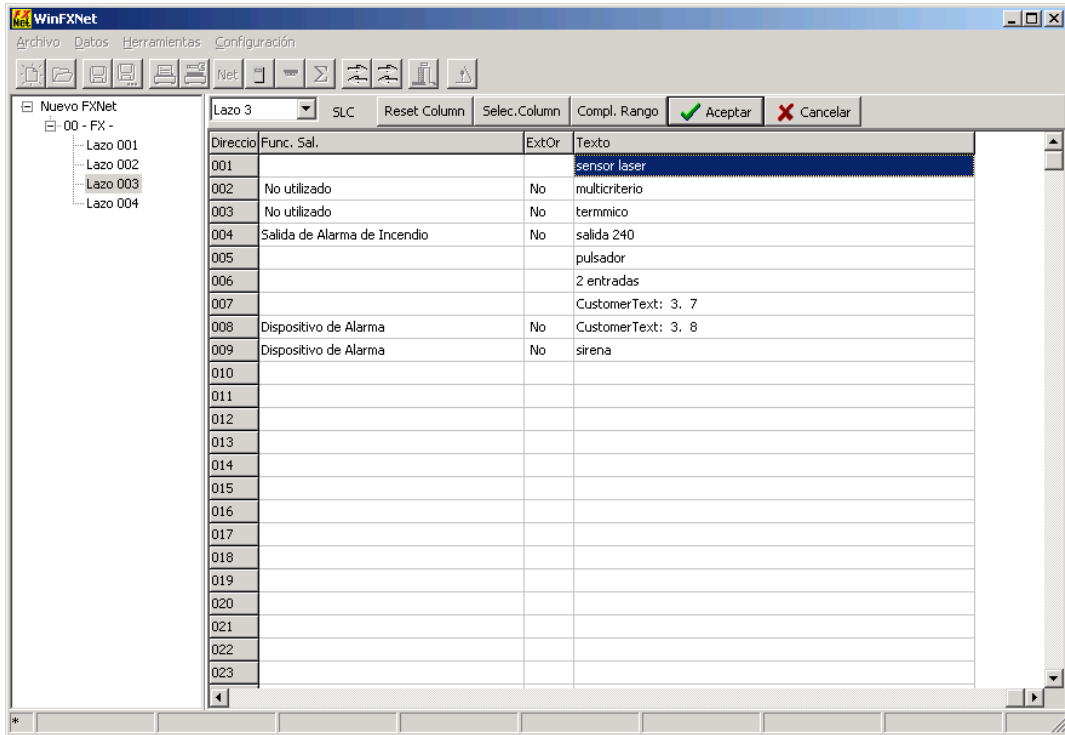 WinFXNet
Archivo Datos Herramientas Configuración
Net Σ
Nuevo FXNet
00 - FX -
Lazo 001
Lazo 002
Lazo 003
Lazo 004
Lazo 3 SLC Reset Column Selec.Column Compl. Rango Aceptar Cancelar
Direccio Func. Sal. ExtOr Texto
001 sensor laser
002 No utilizado No multicriterio
003 No utilizado No termmico
004 Salida de Alarma de Incendio No salida 240
005 pulsador
006 2 entradas
007 CustomerText: 3. 7
008 Dispositivo de Alarma No CustomerText: 3. 8
009 Dispositivo de Alarma No sirena
010
011
012
013
014
015
016
017
018
019
020
021
022
023
*